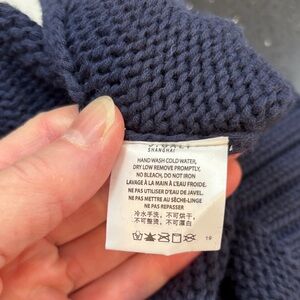 SHANGHAI
HAND WASH COLD WATER,
DRY LOW REMOVE PROMPTLY,
NO BLEACH, DO NOT IRON
LAVAGE À LA MAIN À L'EAU FROIDE.
NE PAS UTILISER D'EAU DE JAVEL.
NE PAS METTRE AU SÈCHE-LINGE
NE PAS REPASSER
冷水手洗，不可烘干，
不可整烫，不可漂白
19